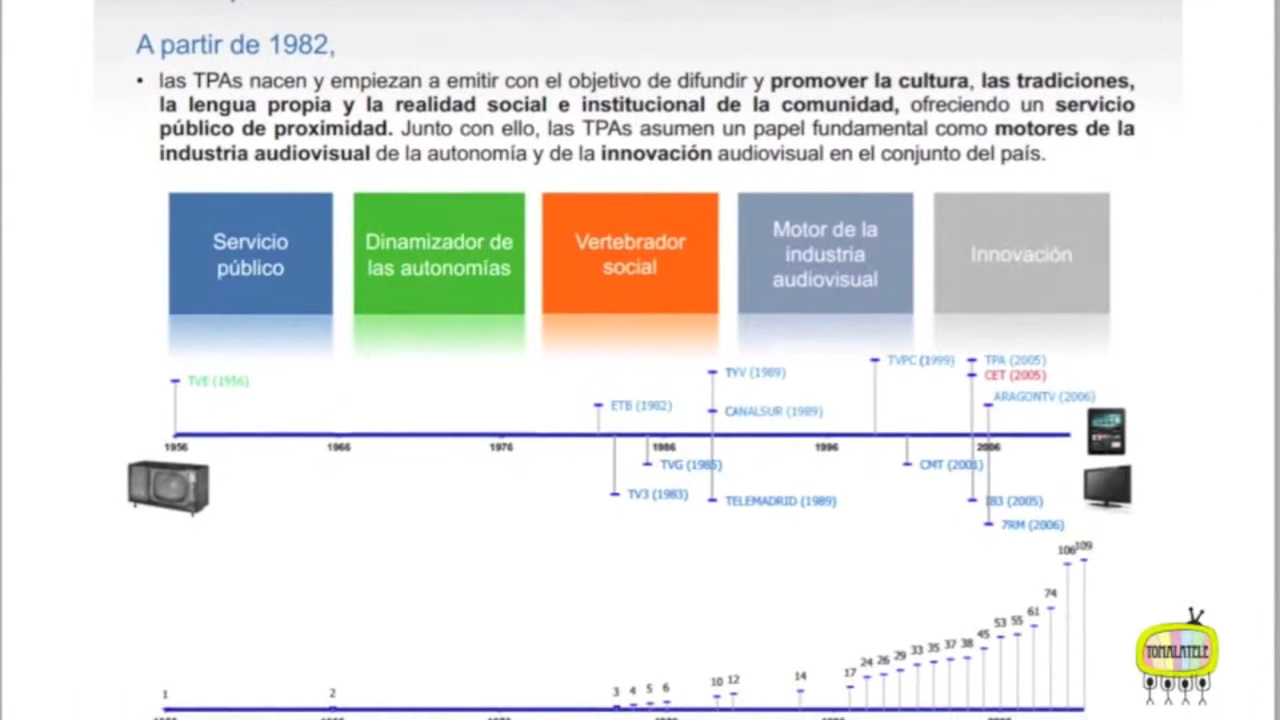 A partir de 1982,
• las TPAs nacen y empiezan a emitir con el objetivo de difundir y promover la cultura, las tradiciones,
la lengua propia y la realidad social e institucional de la comunidad, ofreciendo un servicio
público de proximidad. Junto con ello, las TPAs asumen un papel fundamental como motores de la
industria audiovisual de la autonomía y de la innovación audiovisual en el conjunto del país.
Servicio
público
Dinamizador de
las autonomías
Vertebrador
social
Motor de la
industria
audiovisual
Innovación
TVPC (1999)
TPA (2005)
TVE (1956)
TYV (1989)
CET (2005)
ETB (1982)
CANALSUR (1989)
ARAGONTV (2006)
1956
1966
1976
1986
1996
2006
TVG (1985)
CMT (2001)
TV3 (1983)
TELEMADRID (1989)
IB3 (2005)
7RM (2006)
1
2
3
4
5
6
10
12
14
17
24
26
29
33
35
37
38
45
53
55
61
74
106
109
TOMALATELE